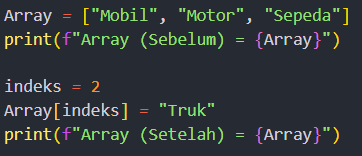 Array = ["Mobil", "Motor", "Sepeda"]
print(f"Array (Sebelum) = {Array}")
indeks = 2
Array[indeks] = "Truk"
print(f"Array (Setelah) = {Array}")